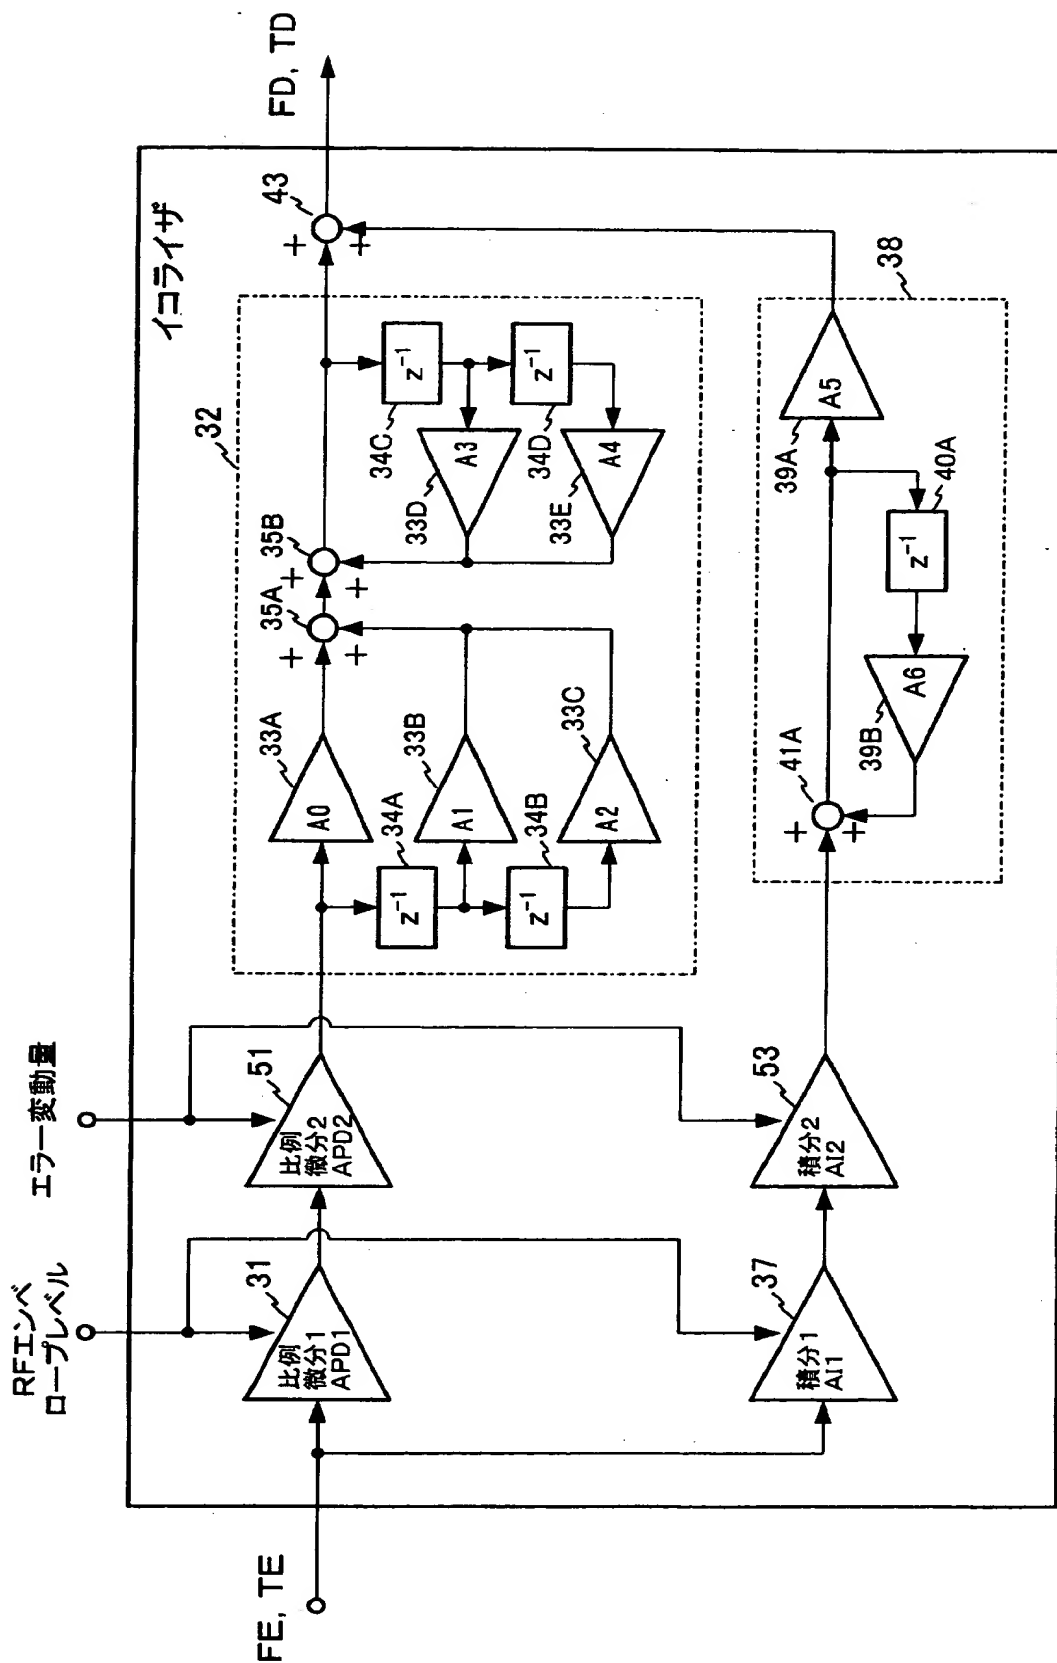 イコライザ
RFエンベ
ロープレベル
エラー変動量
FE, TE
比例
微分1
APD1
31
比例
微分2
APD2
51
32
A0
33A
z⁻¹
34A
A1
33B
z⁻¹
34B
A2
33C
+
+
35A
+
+
35B
z⁻¹
34C
A3
33D
z⁻¹
34D
A4
33E
+
+
43
FD, TD
積分1
AI1
37
積分2
AI2
53
38
+
+
41A
A5
39A
z⁻¹
40A
A6
39B